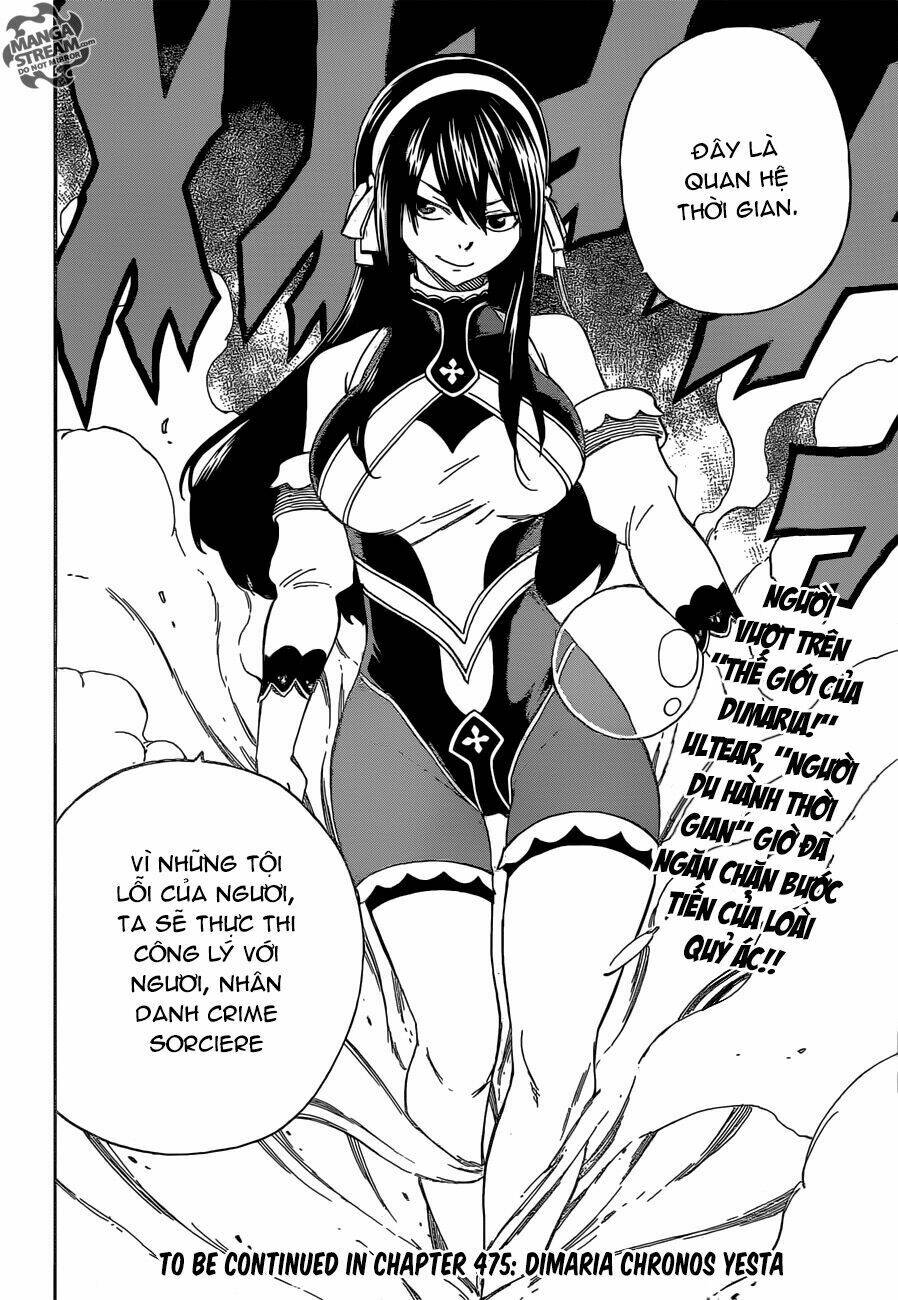 MANGA
STREAM.com
DO NOT MIRROR
ĐÂY LÀ
QUAN HỆ
THỜI GIAN.
NGƯỜI
VƯỢT TRÊN
"THẾ GIỚI CỦA
DIMARIA!"
ULTEAR, "NGƯỜI
DU HÀNH THỜI
GIAN" GIỜ ĐÃ
NGĂN CHẶN BƯỚC
TIẾN CỦA LOÀI
QUỶ ÁC!!
VÌ NHỮNG TỘI
LỖI CỦA NGƯƠI,
TA SẼ THỰC THI
CÔNG LÝ VỚI
NGƯƠI, NHÂN
DANH CRIME
SORCIERE
TO BE CONTINUED IN CHAPTER 475: DIMARIA CHRONOS YESTA